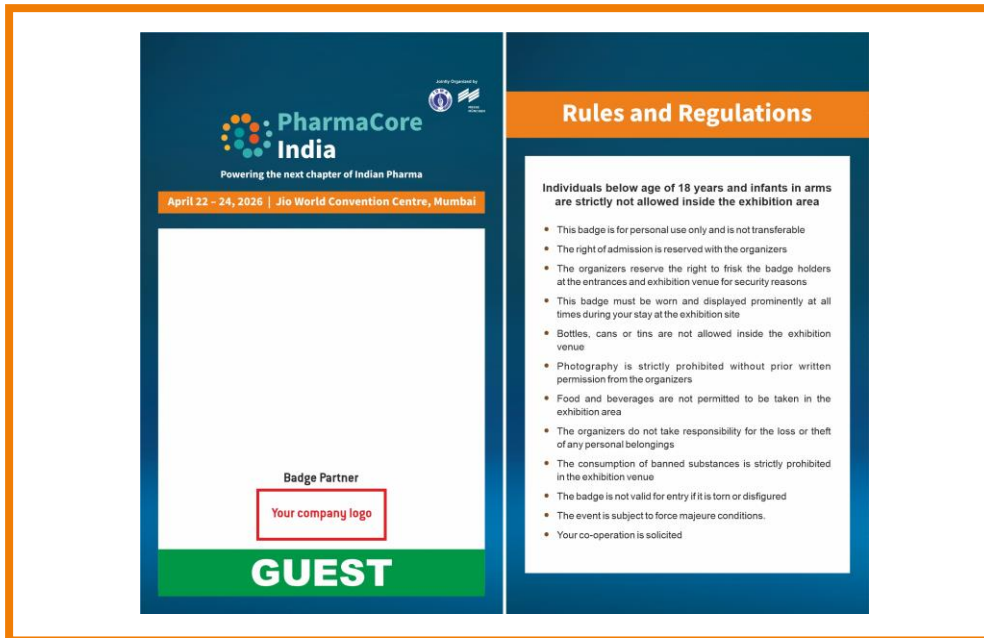 Jointly Organized by
IDMA
MESSE
MÜNCHEN
PharmaCore
India
Powering the next chapter of Indian Pharma
April 22 – 24, 2026 | Jio World Convention Centre, Mumbai
Badge Partner
Your company logo
GUEST
Rules and Regulations
Individuals below age of 18 years and infants in arms
are strictly not allowed inside the exhibition area
• This badge is for personal use only and is not transferable
• The right of admission is reserved with the organizers
• The organizers reserve the right to frisk the badge holders
at the entrances and exhibition venue for security reasons
• This badge must be worn and displayed prominently at all
times during your stay at the exhibition site
• Bottles, cans or tins are not allowed inside the exhibition
venue
• Photography is strictly prohibited without prior written
permission from the organizers
• Food and beverages are not permitted to be taken in the
exhibition area
• The organizers do not take responsibility for the loss or theft
of any personal belongings
• The consumption of banned substances is strictly prohibited
in the exhibition venue
• The badge is not valid for entry if it is torn or disfigured
• The event is subject to force majeure conditions.
• Your co-operation is solicited